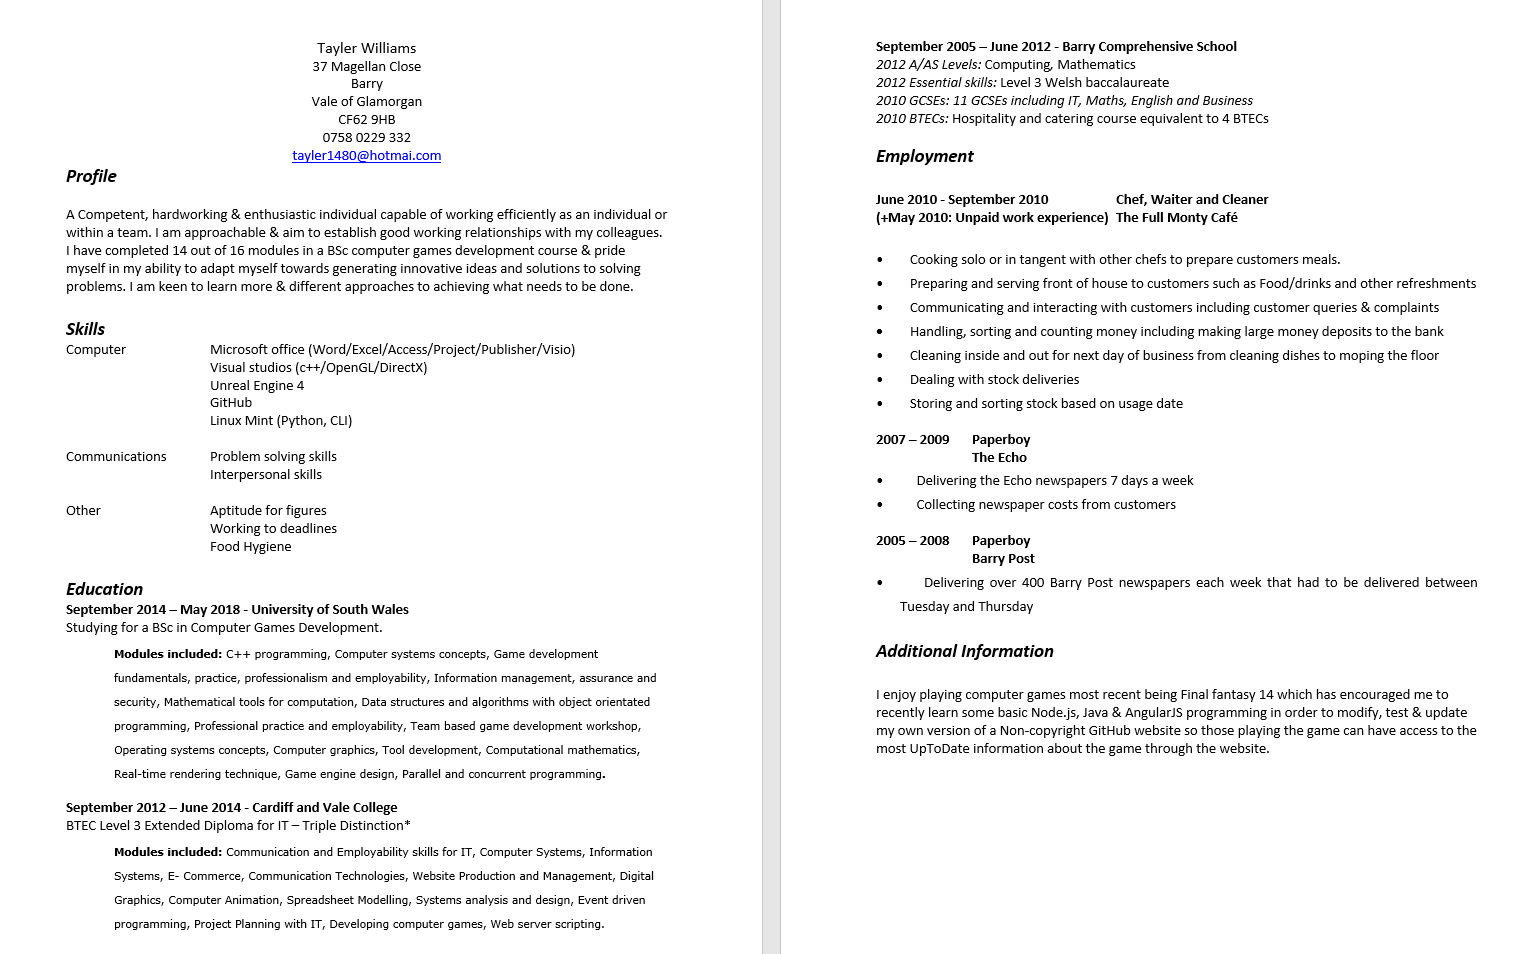 Tayler Williams
37 Magellan Close
Barry
Vale of Glamorgan
CF62 9HB
0758 0229 332
tayler1480@hotmai.com
Profile
A Competent, hardworking & enthusiastic individual capable of working efficiently as an individual or
within a team. I am approachable & aim to establish good working relationships with my colleagues.
I have completed 14 out of 16 modules in a BSc computer games development course & pride
myself in my ability to adapt myself towards generating innovative ideas and solutions to solving
problems. I am keen to learn more & different approaches to achieving what needs to be done.
Skills
Computer Microsoft office (Word/Excel/Access/Project/Publisher/Visio)
Visual studios (c++/OpenGL/DirectX)
Unreal Engine 4
GitHub
Linux Mint (Python, CLI)
Communications Problem solving skills
Interpersonal skills
Other Aptitude for figures
Working to deadlines
Food Hygiene
Education
September 2014 – May 2018 - University of South Wales
Studying for a BSc in Computer Games Development.
Modules included: C++ programming, Computer systems concepts, Game development
fundamentals, practice, professionalism and employability, Information management, assurance and
security, Mathematical tools for computation, Data structures and algorithms with object orientated
programming, Professional practice and employability, Team based game development workshop,
Operating systems concepts, Computer graphics, Tool development, Computational mathematics,
Real-time rendering technique, Game engine design, Parallel and concurrent programming.
September 2012 – June 2014 - Cardiff and Vale College
BTEC Level 3 Extended Diploma for IT – Triple Distinction*
Modules included: Communication and Employability skills for IT, Computer Systems, Information
Systems, E- Commerce, Communication Technologies, Website Production and Management, Digital
Graphics, Computer Animation, Spreadsheet Modelling, Systems analysis and design, Event driven
programming, Project Planning with IT, Developing computer games, Web server scripting.
September 2005 – June 2012 - Barry Comprehensive School
2012 A/AS Levels: Computing, Mathematics
2012 Essential skills: Level 3 Welsh baccalaureate
2010 GCSEs: 11 GCSEs including IT, Maths, English and Business
2010 BTECs: Hospitality and catering course equivalent to 4 BTECs
Employment
June 2010 - September 2010 Chef, Waiter and Cleaner
(+May 2010: Unpaid work experience) The Full Monty Café
• Cooking solo or in tangent with other chefs to prepare customers meals.
• Preparing and serving front of house to customers such as Food/drinks and other refreshments
• Communicating and interacting with customers including customer queries & complaints
• Handling, sorting and counting money including making large money deposits to the bank
• Cleaning inside and out for next day of business from cleaning dishes to moping the floor
• Dealing with stock deliveries
• Storing and sorting stock based on usage date
2007 – 2009 Paperboy
The Echo
• Delivering the Echo newspapers 7 days a week
• Collecting newspaper costs from customers
2005 – 2008 Paperboy
Barry Post
• Delivering over 400 Barry Post newspapers each week that had to be delivered between
Tuesday and Thursday
Additional Information
I enjoy playing computer games most recent being Final fantasy 14 which has encouraged me to
recently learn some basic Node.js, Java & AngularJS programming in order to modify, test & update
my own version of a Non-copyright GitHub website so those playing the game can have access to the
most UpToDate information about the game through the website.